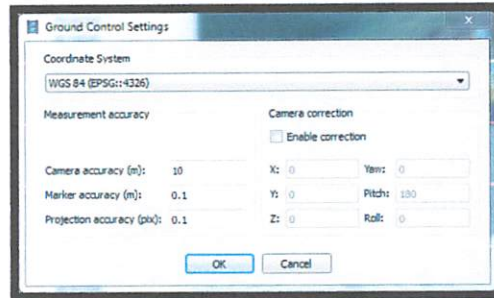 Ground Control Settings
Coordinate System
WGS 84 (EPSG::4326)
Measurement accuracy
Camera correction
Enable correction
Camera accuracy (m): 10
X: 0 Yaw: 0
Marker accuracy (m): 0.1
Y: 0 Pitch: 180
Projection accuracy (pix): 0.1
Z: 0 Roll: 0
OK Cancel